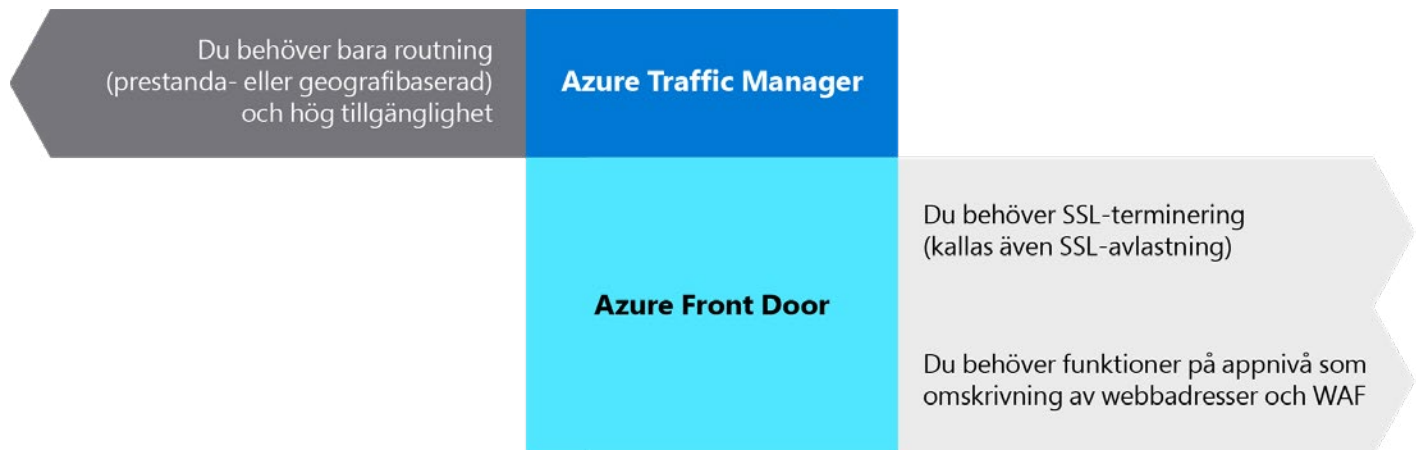 Du behöver bara routning
(prestanda- eller geografibaserad)
och hög tillgänglighet
Azure Traffic Manager
Azure Front Door
Du behöver SSL-terminering
(kallas även SSL-avlastning)
Du behöver funktioner på appnivå som
omskrivning av webbadresser och WAF